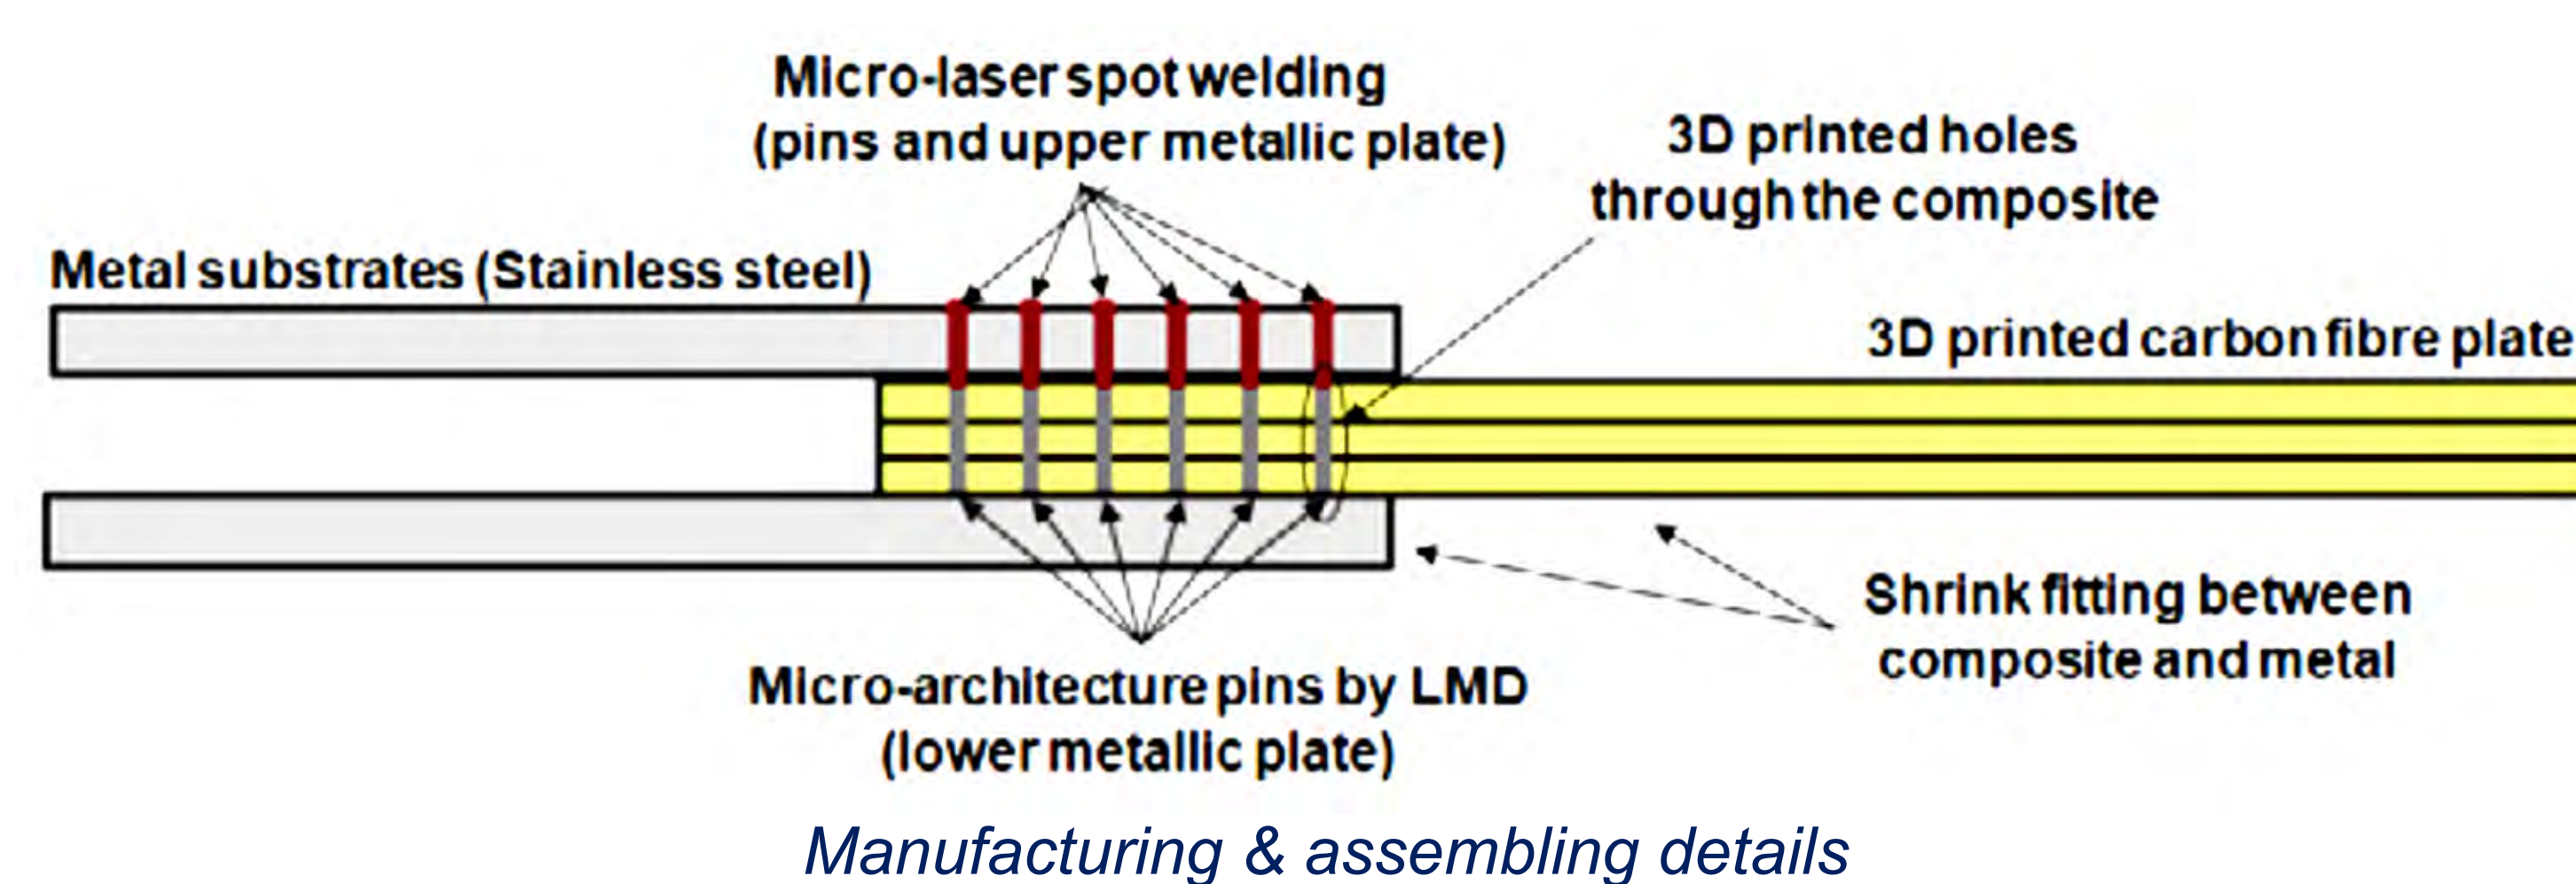 Micro-laser spot welding
(pins and upper metallic plate)
3D printed holes
through the composite
Metal substrates (Stainless steel)
3D printed carbon fibre plate
Shrink fitting between
composite and metal
Micro-architecture pins by LMD
(lower metallic plate)
Manufacturing & assembling details